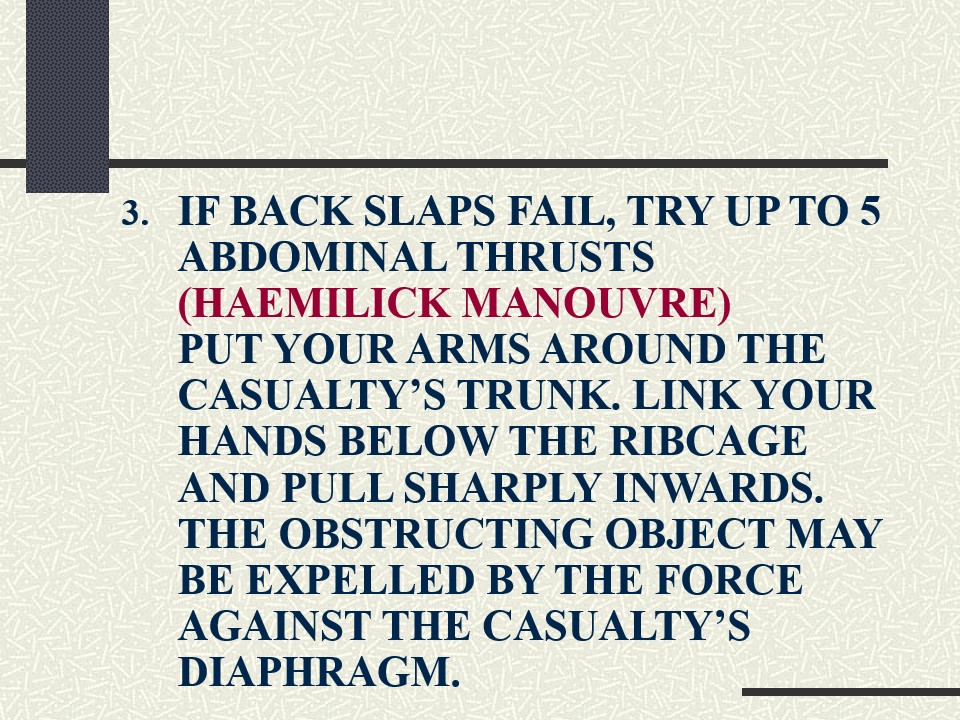 3. IF BACK SLAPS FAIL, TRY UP TO 5
ABDOMINAL THRUSTS
(HAEMILICK MANOUVRE)
PUT YOUR ARMS AROUND THE
CASUALTY’S TRUNK. LINK YOUR
HANDS BELOW THE RIBCAGE
AND PULL SHARPLY INWARDS.
THE OBSTRUCTING OBJECT MAY
BE EXPELLED BY THE FORCE
AGAINST THE CASUALTY’S
DIAPHRAGM.